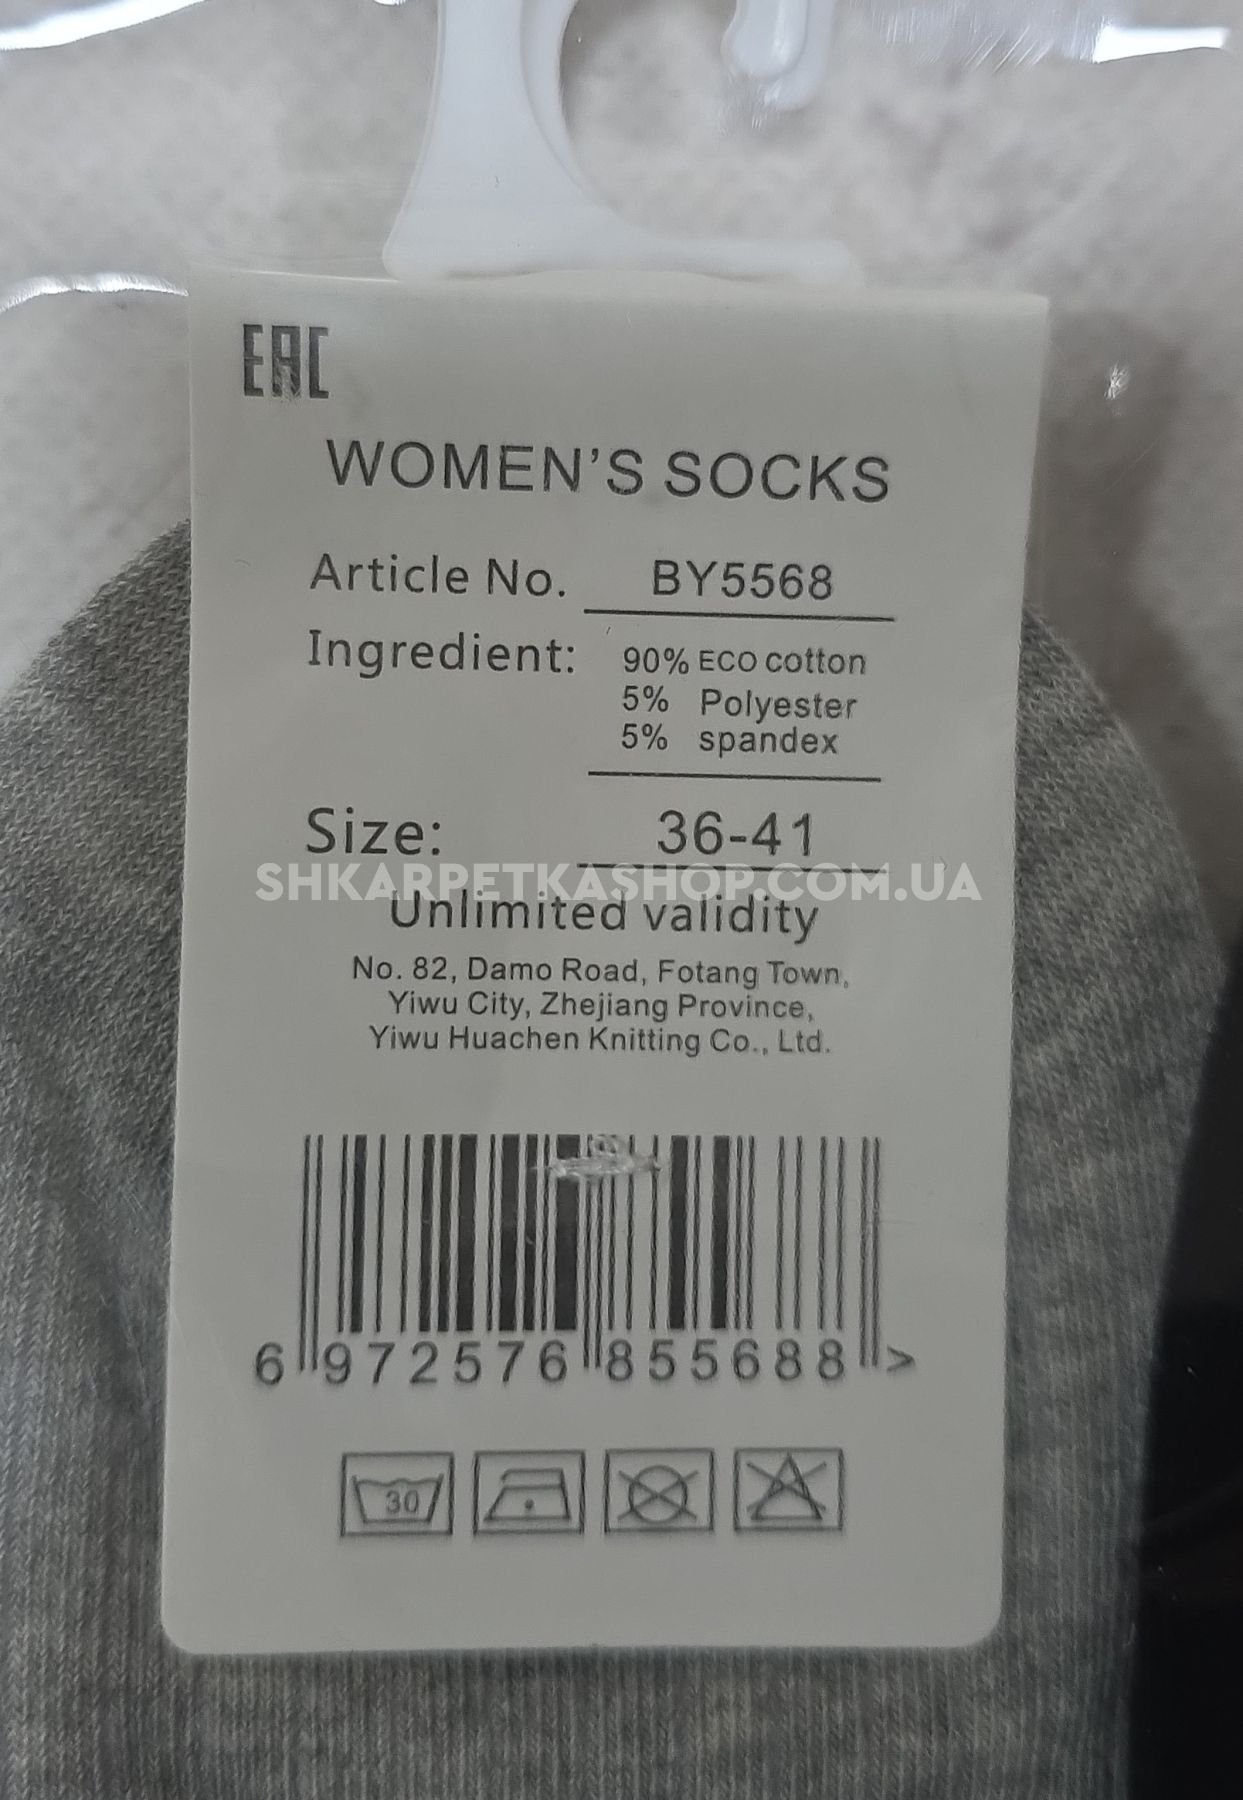 EAC
WOMEN'S SOCKS
Article No. BY5568
Ingredient: 90% ECO cotton
5% Polyester
5% spandex
Size: 36-41
SHKARPETKASHOP.COM.UA
Unlimited validity
No. 82, Damo Road, Fotang Town,
Yiwu City, Zhejiang Province,
Yiwu Huachen Knitting Co., Ltd.
6 972576 855688 >
30